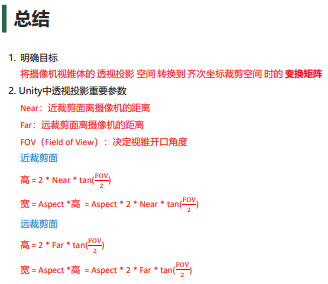 总结
1. 明确目标
将摄像机视锥体的 透视投影 空间 转换到 齐次坐标裁剪空间 时的 变换矩阵
2. Unity中透视投影重要参数
Near：近裁剪面离摄像机的距离
Far：远裁剪面离摄像机的距离
FOV（Field of View）：决定视锥开口角度
近裁剪面
高 = 2 * Near * tan(FOV/2)
宽 = Aspect *高 = Aspect * 2 * Near * tan(FOV/2)
远裁剪面
高 = 2 * Far * tan(FOV/2)
宽 = Aspect *高 = Aspect * 2 * Far * tan(FOV/2)